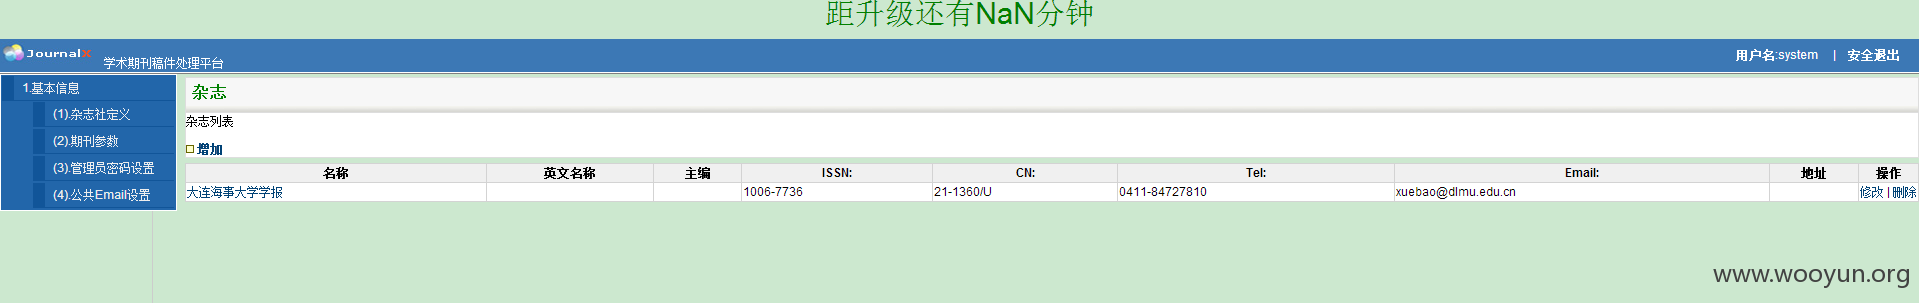 距升级还有NaN分钟
JournalX 学术期刊稿件处理平台
用户名:system | 安全退出
1.基本信息
(1).杂志社定义
(2).期刊参数
(3).管理员密码设置
(4).公共Email设置
杂志
杂志列表
增加
名称 英文名称 主编 ISSN: CN: Tel: Email: 地址 操作
大连海事大学学报 1006-7736 21-1360/U 0411-84727810 xuebao@dlmu.edu.cn 修改 | 删除
www.wooyun.org